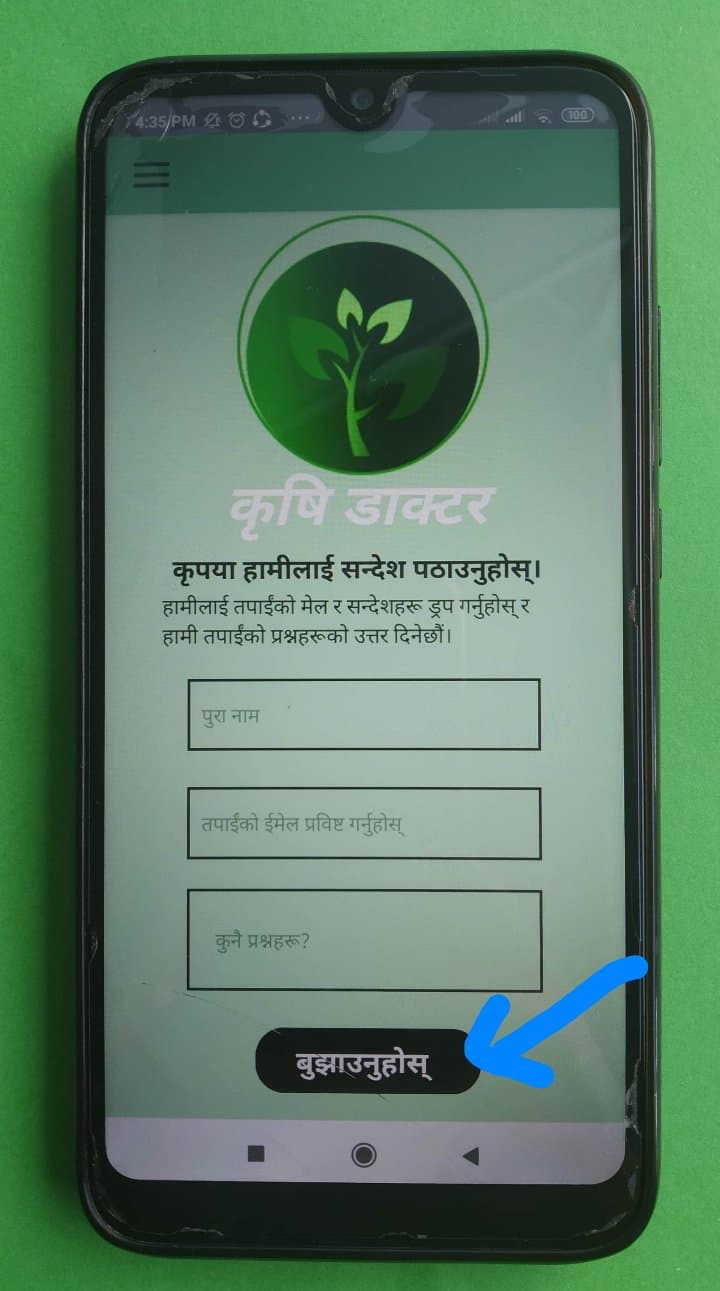 4:35 PM
100
कृषि डाक्टर
कृपया हामीलाई सन्देश पठाउनुहोस्।
हामीलाई तपाईंको मेल र सन्देशहरू ड्रप गर्नुहोस् र
हामी तपाईंको प्रश्नहरूको उत्तर दिनेछौं।
पुरा नाम
तपाईंको ईमेल प्रविष्ट गर्नुहोस्
कुनै प्रश्नहरू?
बुझाउनुहोस्